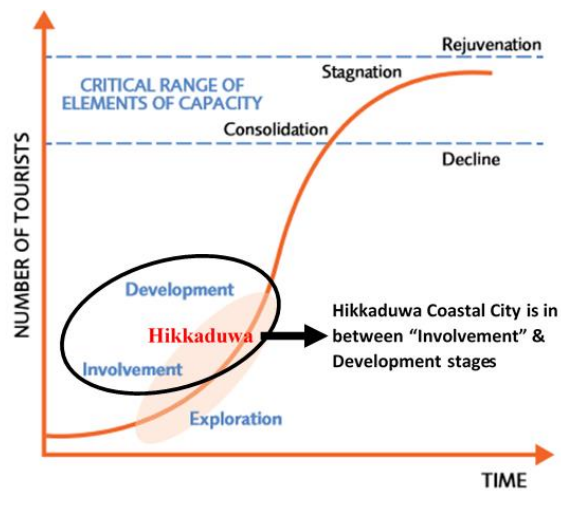 Rejuvenation
Stagnation
CRITICAL RANGE OF
ELEMENTS OF CAPACITY
Consolidation
Decline
NUMBER OF TOURISTS
Development
Hikkaduwa
Hikkaduwa Coastal City is in
between “Involvement” &
Development stages
Involvement
Exploration
TIME